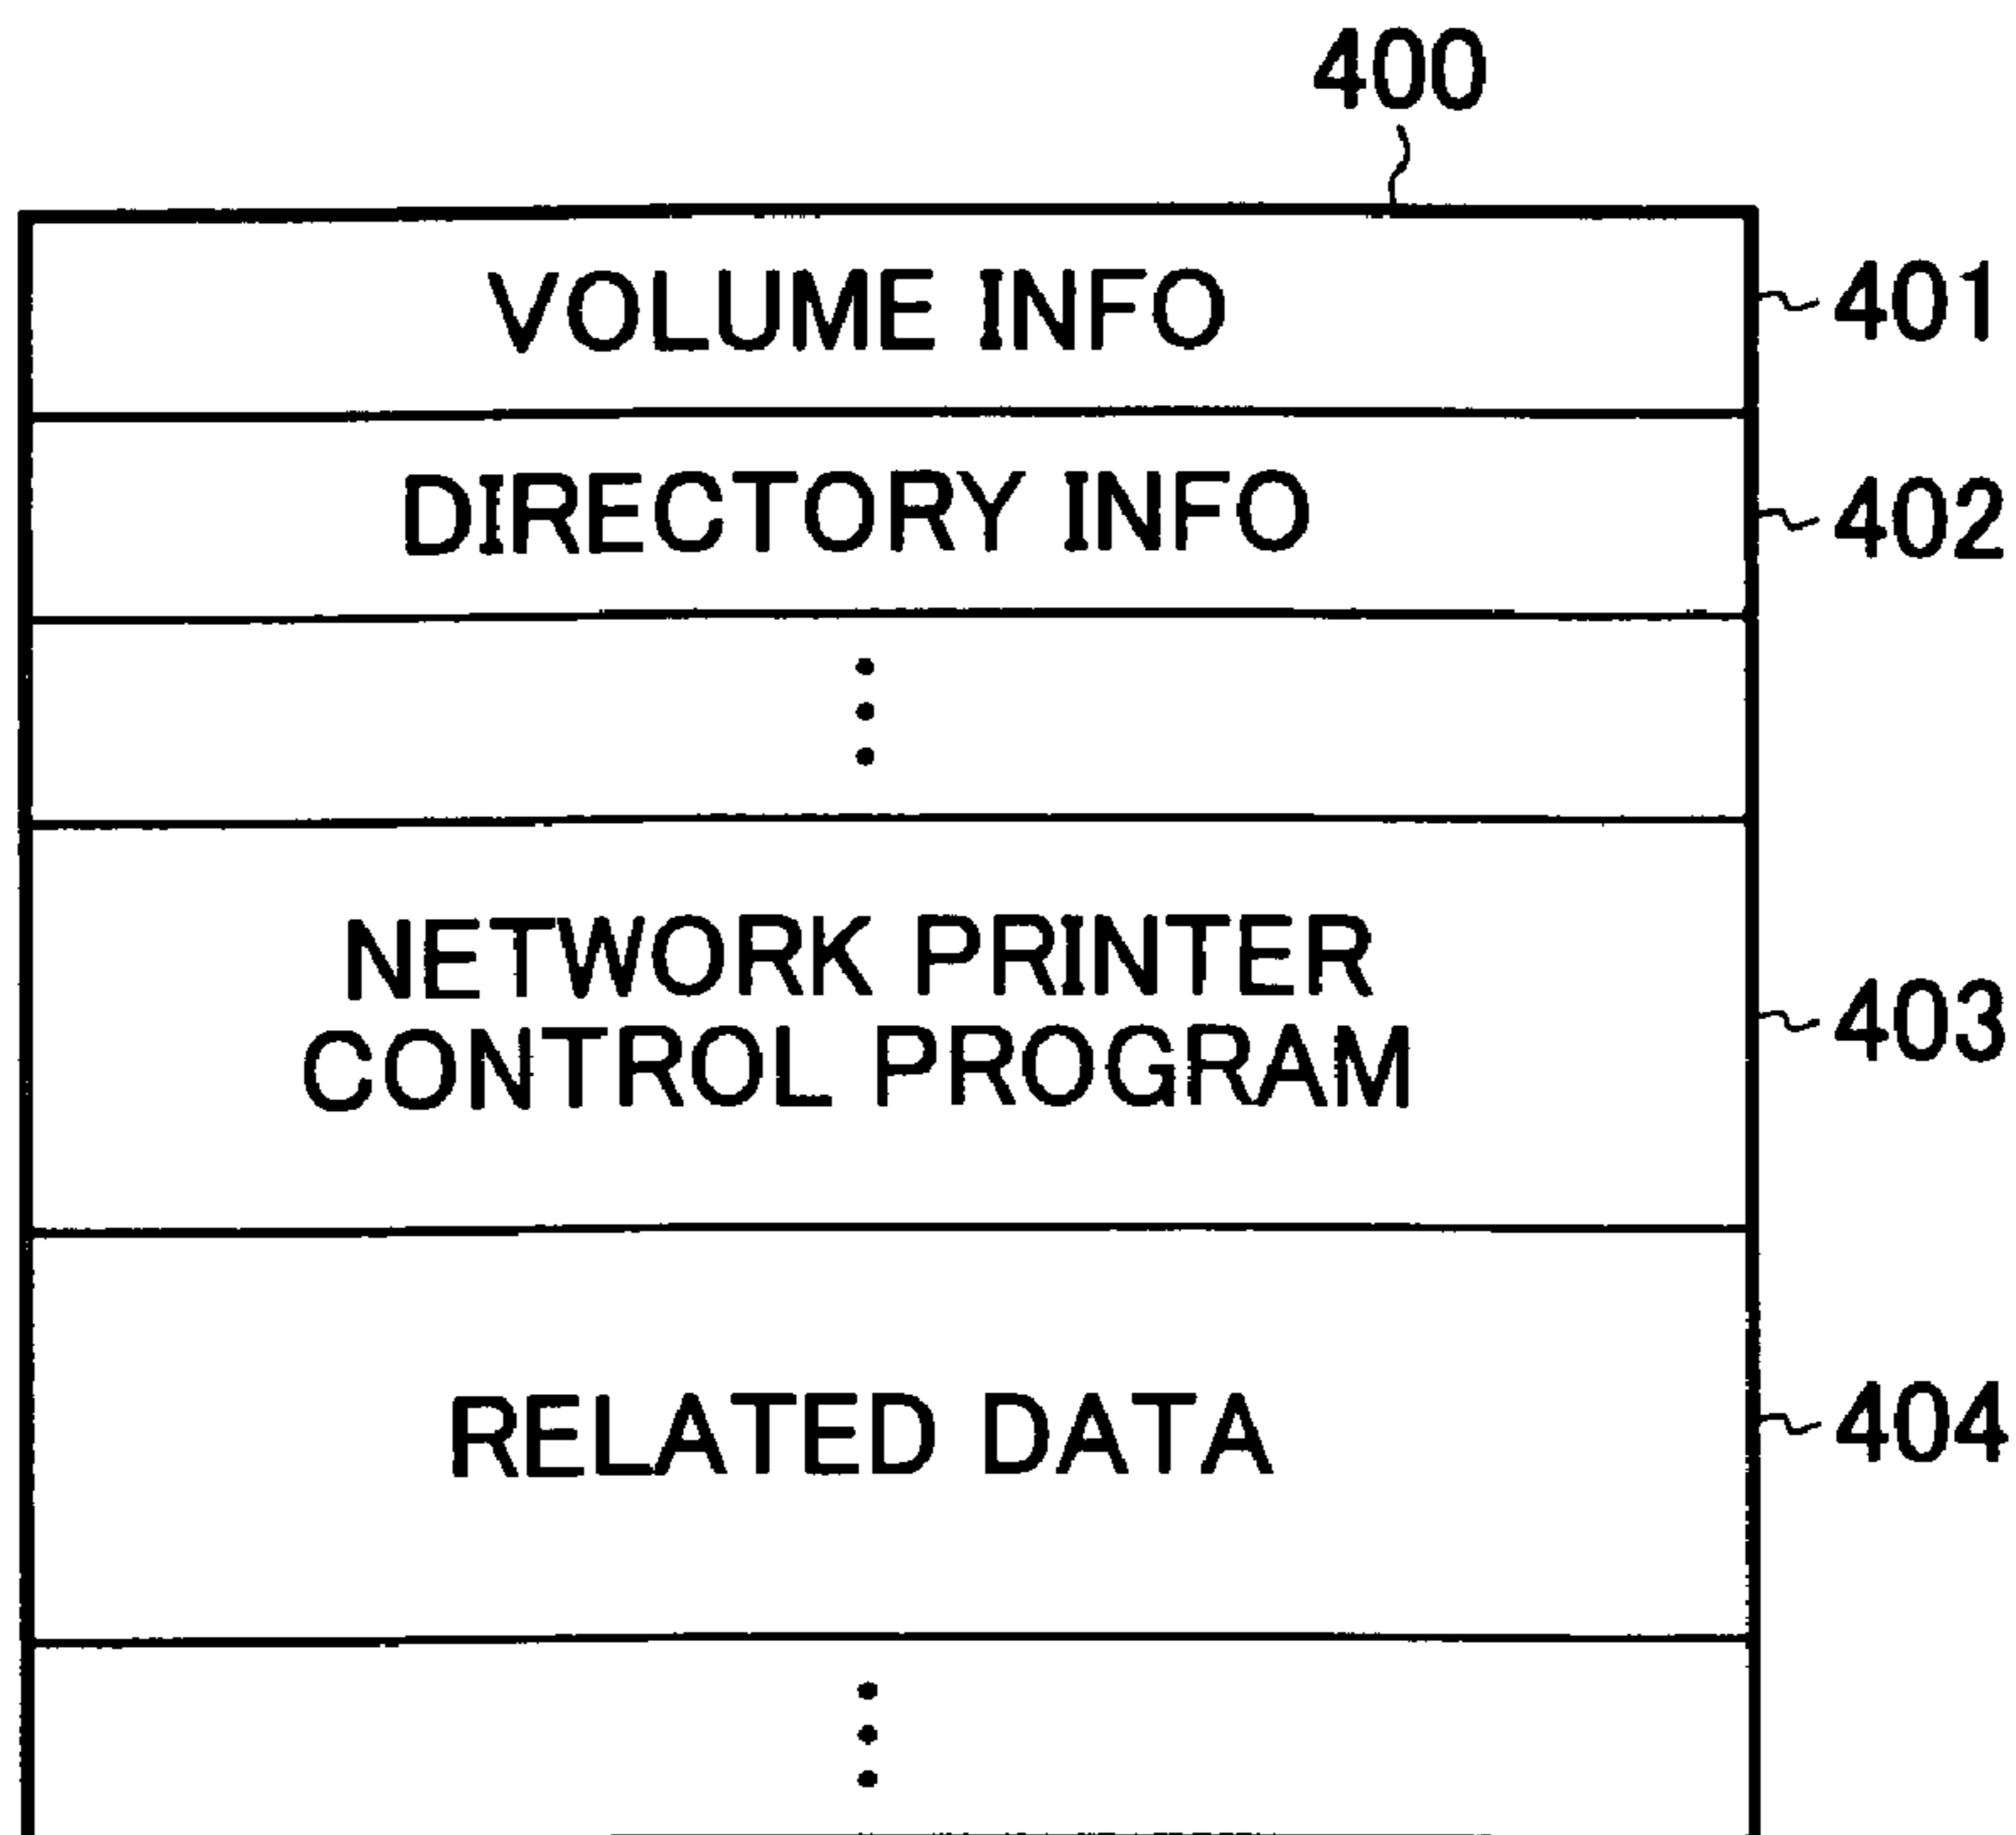 400
VOLUME INFO
401
DIRECTORY INFO
402
NETWORK PRINTER
CONTROL PROGRAM
403
RELATED DATA
404